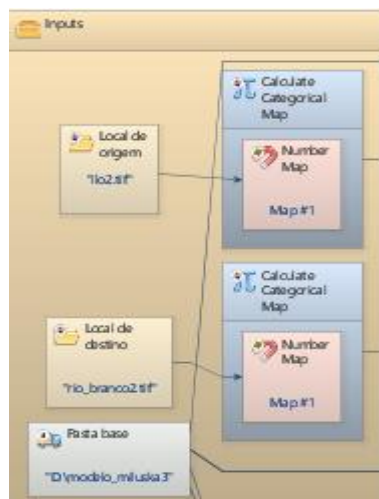 Inputs
Calculate
Categorical
Map
Local de
origem
Number
Map
"Ilo2.tif"
Map #1
Calculate
Categorical
Map
Local de
destino
Number
Map
"rio_branco2.tif"
Map #1
Pasta base
"D:\modelo_miluska3"